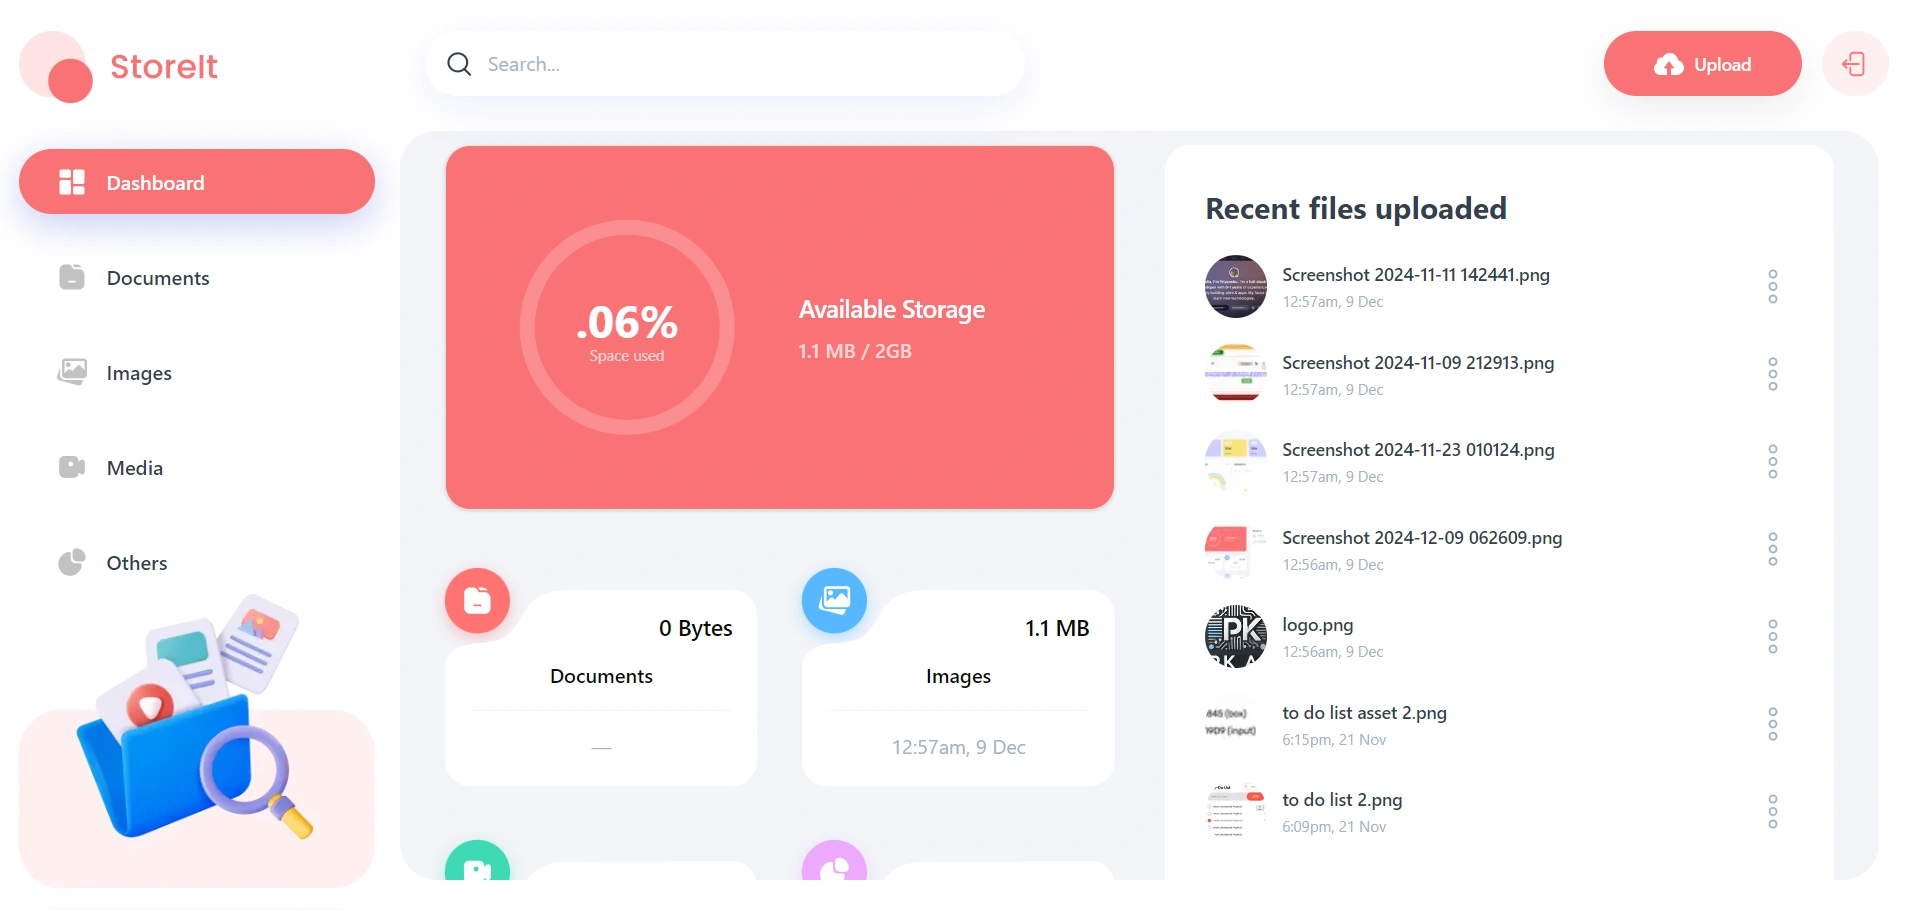 StoreIt
Search...
Upload
Dashboard
Documents
Images
Media
Others
.06%
Space used
Available Storage
1.1 MB / 2GB
0 Bytes
Documents
—
1.1 MB
Images
12:57am, 9 Dec
Recent files uploaded
Screenshot 2024-11-11 142441.png
12:57am, 9 Dec
Screenshot 2024-11-09 212913.png
12:57am, 9 Dec
Screenshot 2024-11-23 010124.png
12:57am, 9 Dec
Screenshot 2024-12-09 062609.png
12:56am, 9 Dec
PK
logo.png
12:56am, 9 Dec
845 (box)
19D9 (input)
to do list asset 2.png
6:15pm, 21 Nov
to do list 2.png
6:09pm, 21 Nov